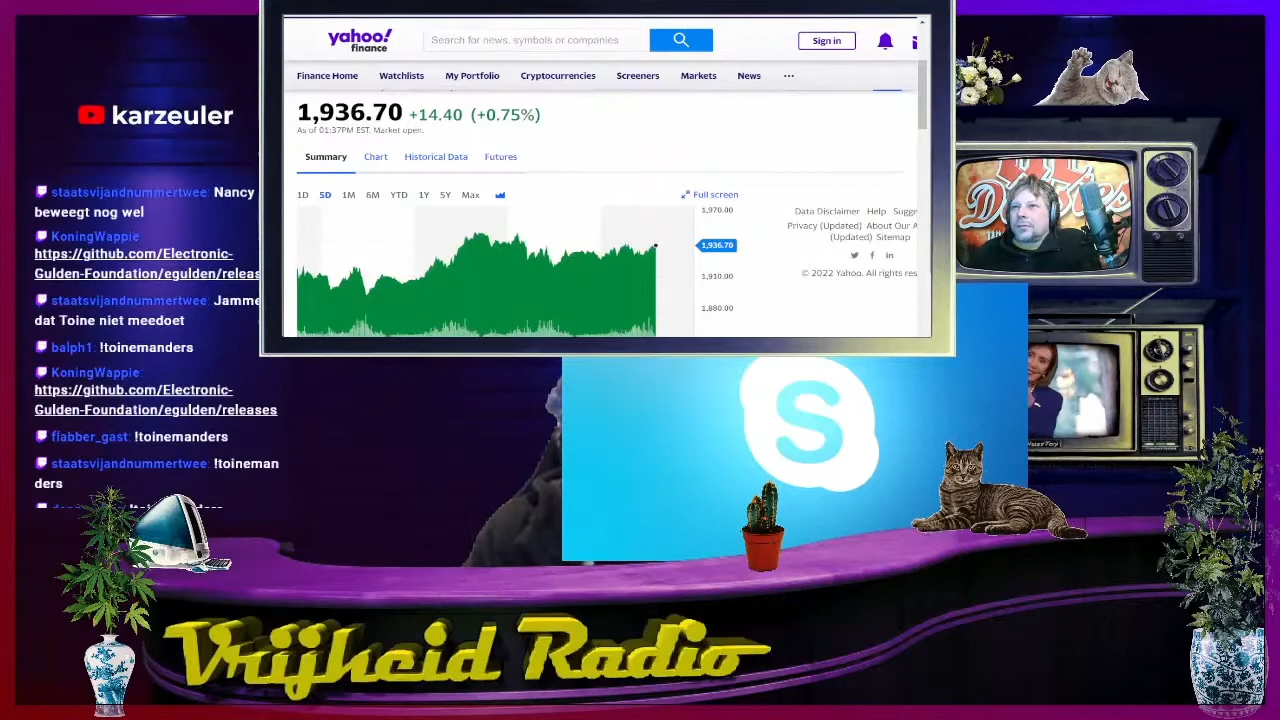 yahoo!
finance
Search for news, symbols or companies
Sign in
Finance Home Watchlists My Portfolio Cryptocurrencies Screeners Markets News ...
1,936.70 +14.40 (+0.75%)
As of 01:37PM EST. Market open.
Summary Chart Historical Data Futures
1D 5D 1M 6M YTD 1Y 5Y Max
Full screen
1,970.00
1,936.70
1,910.00
1,880.00
Data Disclaimer Help
Privacy (Updated) About Our
(Updated) Sitemap
© 2022 Yahoo. All rights
karzeuler
staatsvijandnummertwee: Nancy
beweegt nog wel
KoningWappie:
https://github.com/Electronic-
Gulden-Foundation/egulden/releas
staatsvijandnummertwee: Jamme
dat Toine niet meedoet
balph1: !toinemanders
KoningWappie:
https://github.com/Electronic-
Gulden-Foundation/egulden/releases
flabber_gast: !toinemanders
staatsvijandnummertwee: !toineman
ders
S
Vrijheid Radio